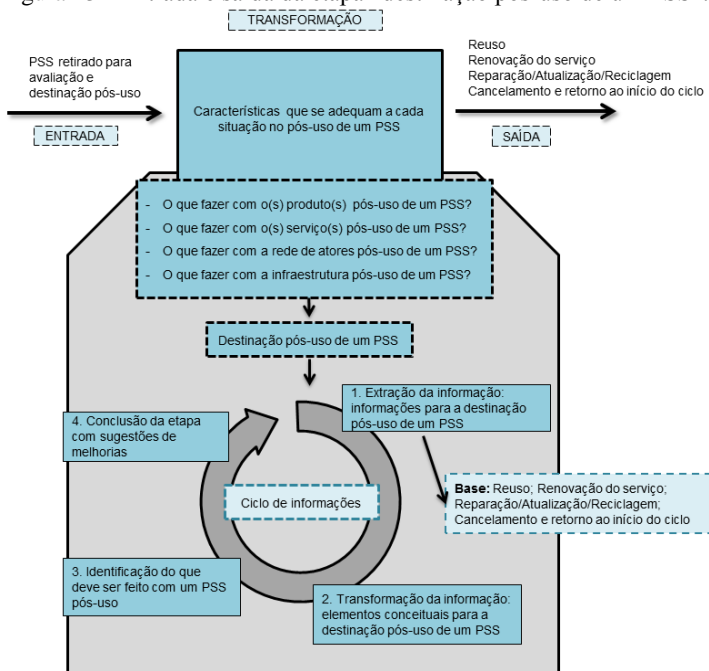 TRANSFORMAÇÃO
PSS retirado para
avaliação e
destinação pós-uso
ENTRADA
Características que se adequam a cada
situação no pós-uso de um PSS
Reuso
Renovação do serviço
Reparação/Atualização/Reciclagem
Cancelamento e retorno ao início do ciclo
SAÍDA
- O que fazer com o(s) produto(s) pós-uso de um PSS?
- O que fazer com o(s) serviço(s) pós-uso de um PSS?
- O que fazer com a rede de atores pós-uso de um PSS?
- O que fazer com a infraestrutura pós-uso de um PSS?
Destinação pós-uso de um PSS
1. Extração da informação:
informações para a destinação
pós-uso de um PSS
Base: Reuso; Renovação do serviço;
Reparação/Atualização/Reciclagem;
Cancelamento e retorno ao início do ciclo
2. Transformação da informação:
elementos conceituais para a
destinação pós-uso de um PSS
3. Identificação do que
deve ser feito com um PSS
pós-uso
4. Conclusão da etapa
com sugestões de
melhorias
Ciclo de informações